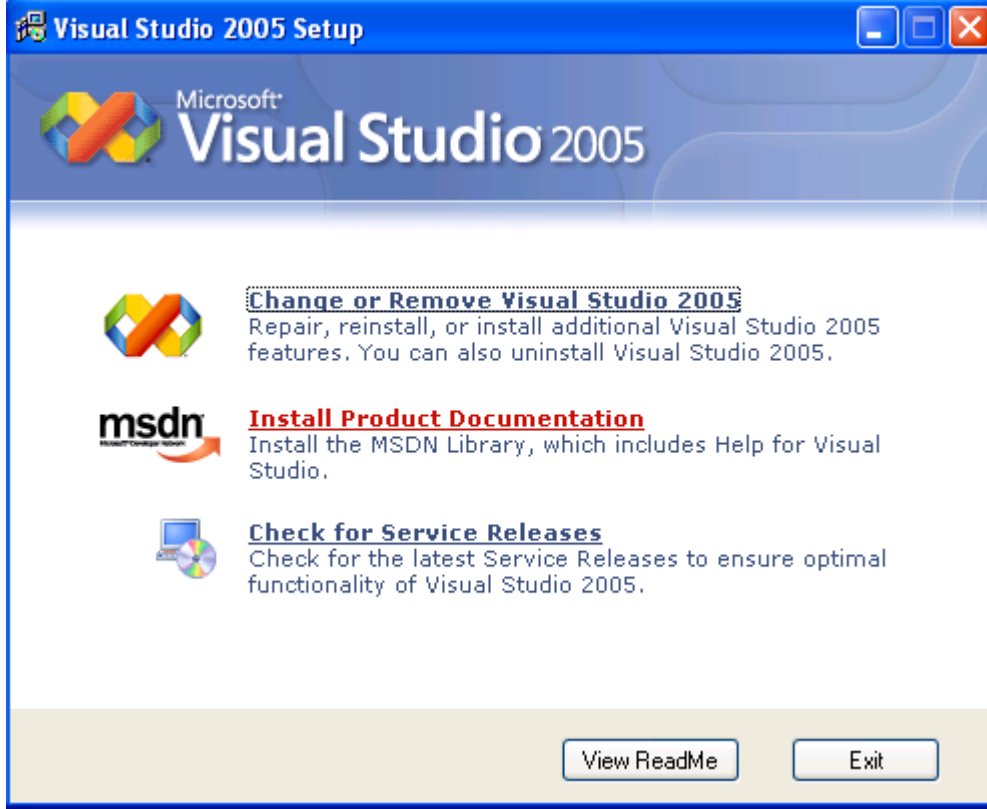 Visual Studio 2005 Setup
Microsoft
Visual Studio 2005
Change or Remove Visual Studio 2005
Repair, reinstall, or install additional Visual Studio 2005
features. You can also uninstall Visual Studio 2005.
msdn
Install Product Documentation
Install the MSDN Library, which includes Help for Visual
Studio.
Check for Service Releases
Check for the latest Service Releases to ensure optimal
functionality of Visual Studio 2005.
View ReadMe
Exit